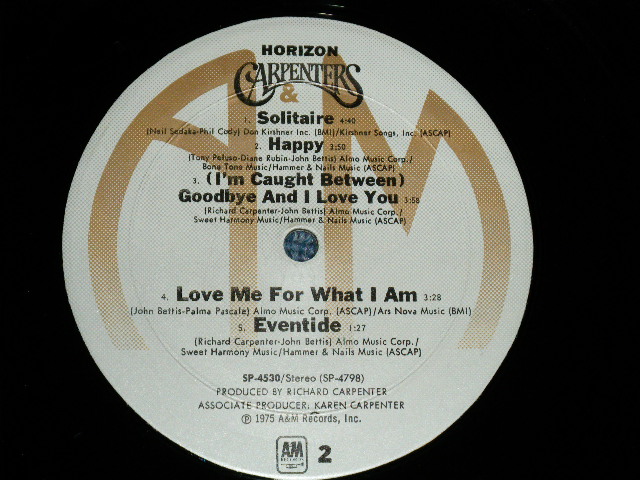 HORIZON
CARPENTERS
&
1. Solitaire 4:40
(Neil Sedaka-Phil Cody) Don Kirshner Inc. (BMI)/Kirshner Songs, Inc. (ASCAP)
2. Happy 3:50
(Tony Peluso-Diane Rubin-John Bettis) Almo Music Corp./
Bone Tone Music/Hammer & Nails Music (ASCAP)
3. (I'm Caught Between)
Goodbye And I Love You 3:58
(Richard Carpenter-John Bettis) Almo Music Corp./
Sweet Harmony Music/Hammer & Nails Music (ASCAP)
4. Love Me For What I Am 3:28
(John Bettis-Palma Pascale) Almo Music Corp. (ASCAP)/Ars Nova Music (BMI)
5. Eventide 1:27
(Richard Carpenter-John Bettis) Almo Music Corp./
Sweet Harmony Music/Hammer & Nails Music (ASCAP)
SP-4530/Stereo (SP-4798)
PRODUCED BY RICHARD CARPENTER
ASSOCIATE PRODUCER: KAREN CARPENTER
℗ 1975 A&M Records, Inc.
AM
RECORDS
2